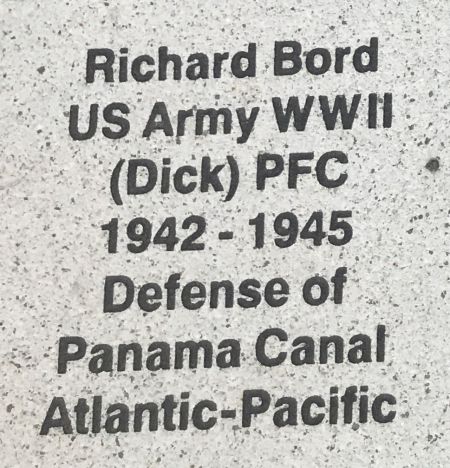 Richard Bord
US Army WWII
(Dick) PFC
1942 - 1945
Defense of
Panama Canal
Atlantic-Pacific